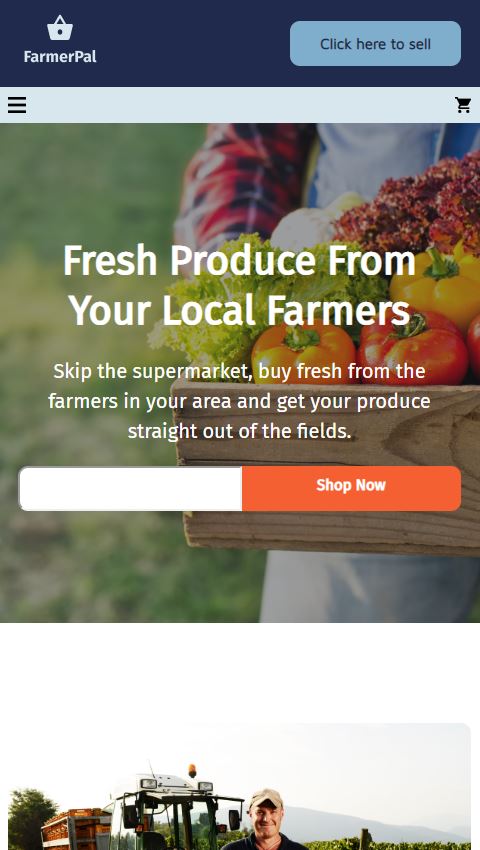 FarmerPal
Click here to sell
Fresh Produce From
Your Local Farmers
Skip the supermarket, buy fresh from the
farmers in your area and get your produce
straight out of the fields.
Shop Now